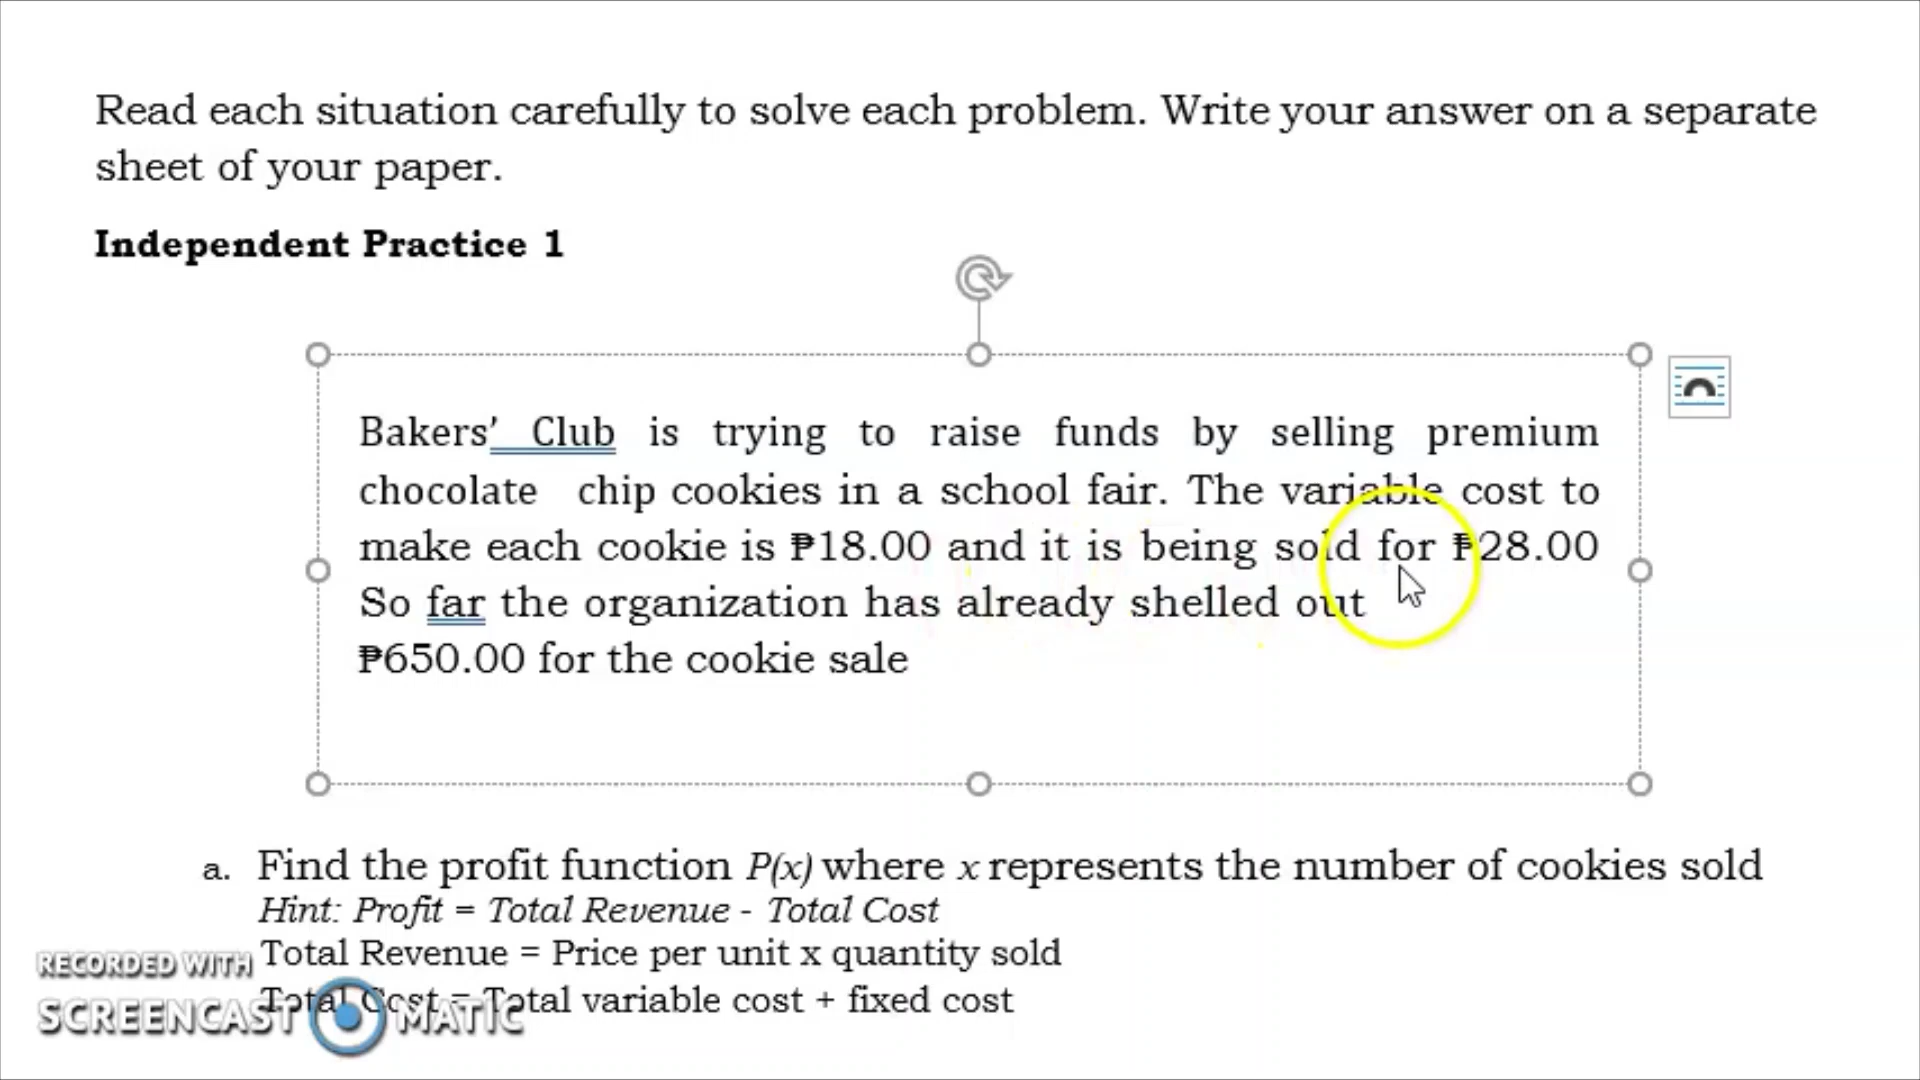 Read each situation carefully to solve each problem. Write your answer on a separate
sheet of your paper.
Independent Practice 1
Bakers’ Club is trying to raise funds by selling premium
chocolate chip cookies in a school fair. The variable cost to
make each cookie is ₱18.00 and it is being sold for ₱28.00
So far the organization has already shelled out
₱650.00 for the cookie sale
a. Find the profit function P(x) where x represents the number of cookies sold
Hint: Profit = Total Revenue - Total Cost
Total Revenue = Price per unit x quantity sold
Total Cost = Total variable cost + fixed cost
RECORDED WITH
SCREENCAST MATIC